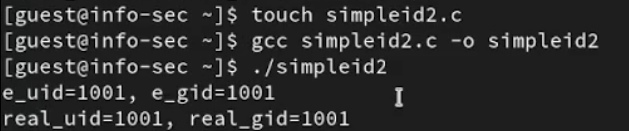 [guest@info-sec ~]$ touch simpleid2.c
[guest@info-sec ~]$ gcc simpleid2.c -o simpleid2
[guest@info-sec ~]$ ./simpleid2
e_uid=1001, e_gid=1001
real_uid=1001, real_gid=1001